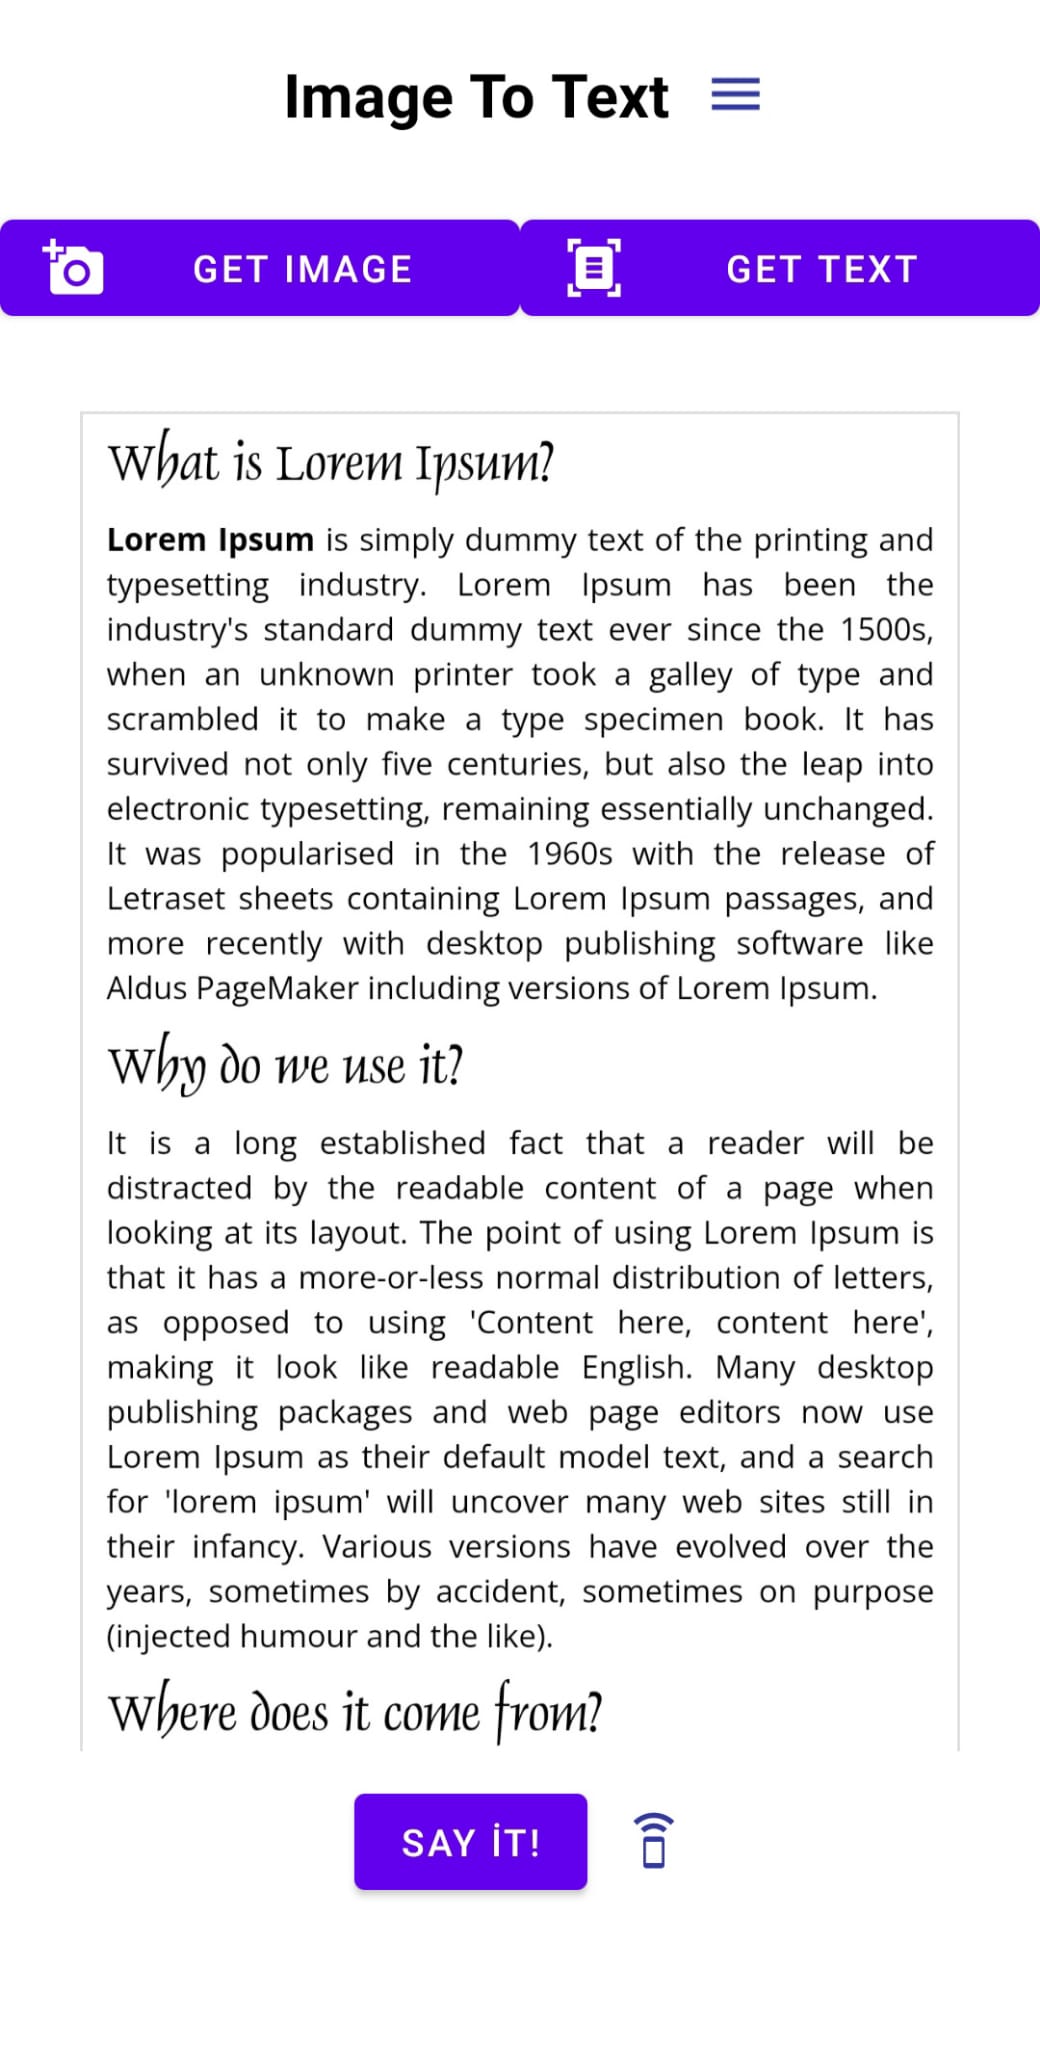 Image To Text
GET IMAGE
GET TEXT
What is Lorem Ipsum?
Lorem Ipsum is simply dummy text of the printing and
typesetting industry. Lorem Ipsum has been the
industry's standard dummy text ever since the 1500s,
when an unknown printer took a galley of type and
scrambled it to make a type specimen book. It has
survived not only five centuries, but also the leap into
electronic typesetting, remaining essentially unchanged.
It was popularised in the 1960s with the release of
Letraset sheets containing Lorem Ipsum passages, and
more recently with desktop publishing software like
Aldus PageMaker including versions of Lorem Ipsum.
Why do we use it?
It is a long established fact that a reader will be
distracted by the readable content of a page when
looking at its layout. The point of using Lorem Ipsum is
that it has a more-or-less normal distribution of letters,
as opposed to using 'Content here, content here',
making it look like readable English. Many desktop
publishing packages and web page editors now use
Lorem Ipsum as their default model text, and a search
for 'lorem ipsum' will uncover many web sites still in
their infancy. Various versions have evolved over the
years, sometimes by accident, sometimes on purpose
(injected humour and the like).
Where does it come from?
SAY İT!